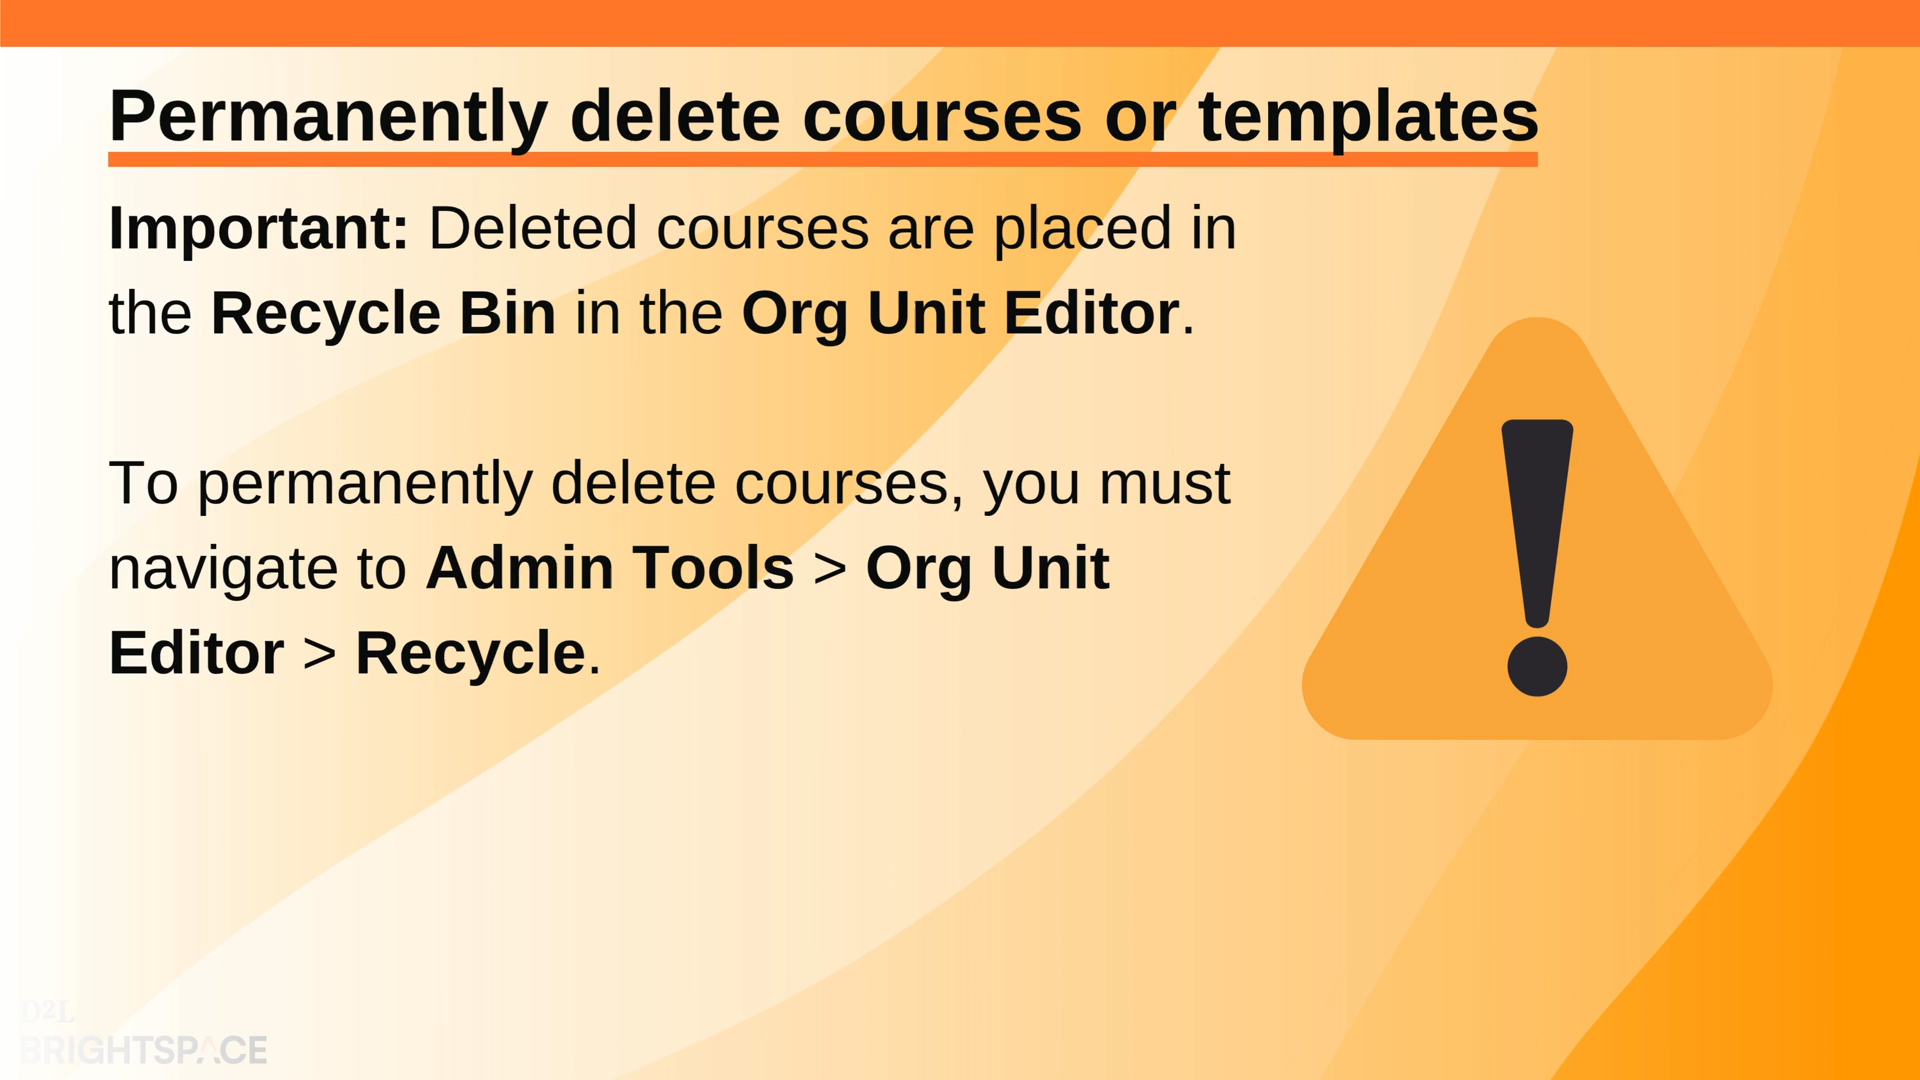 Permanently delete courses or templates
Important: Deleted courses are placed in
the Recycle Bin in the Org Unit Editor.
To permanently delete courses, you must
navigate to Admin Tools > Org Unit
Editor > Recycle.
D2L
BRIGHTSPACE